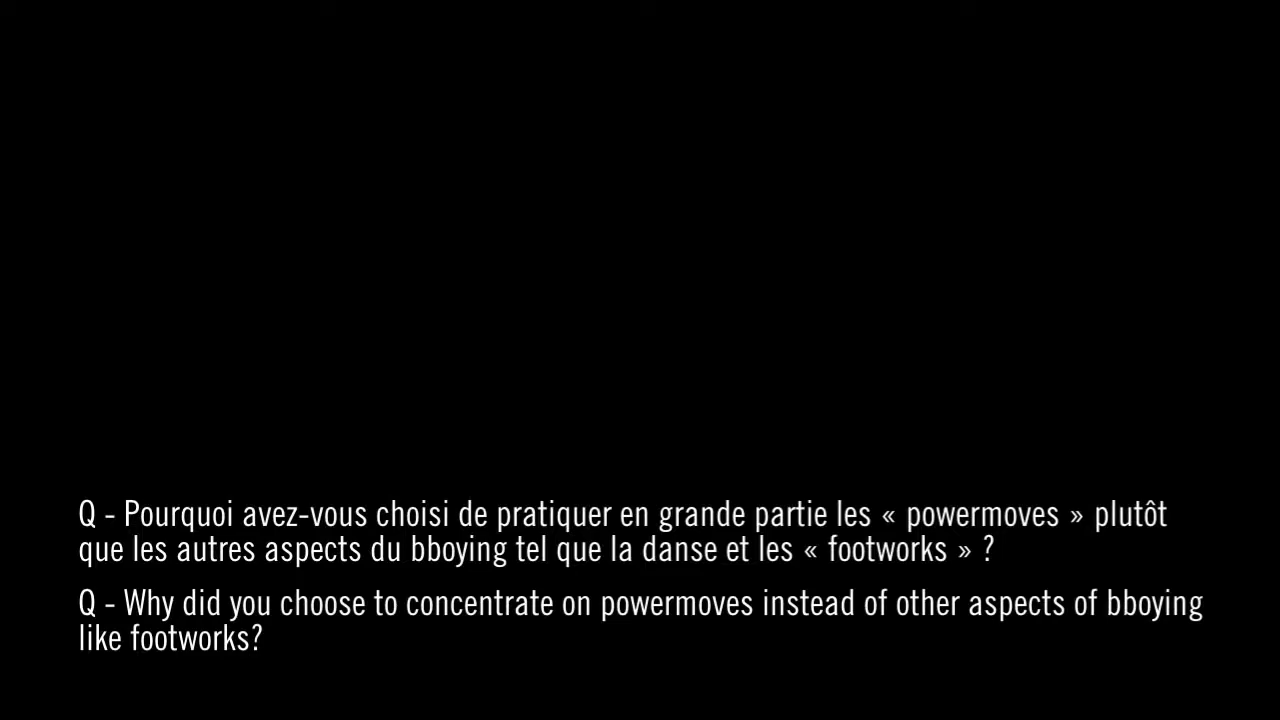 Q - Pourquoi avez-vous choisi de pratiquer en grande partie les « powermoves » plutôt
que les autres aspects du bboying tel que la danse et les « footworks » ?
Q - Why did you choose to concentrate on powermoves instead of other aspects of bboying
like footworks?